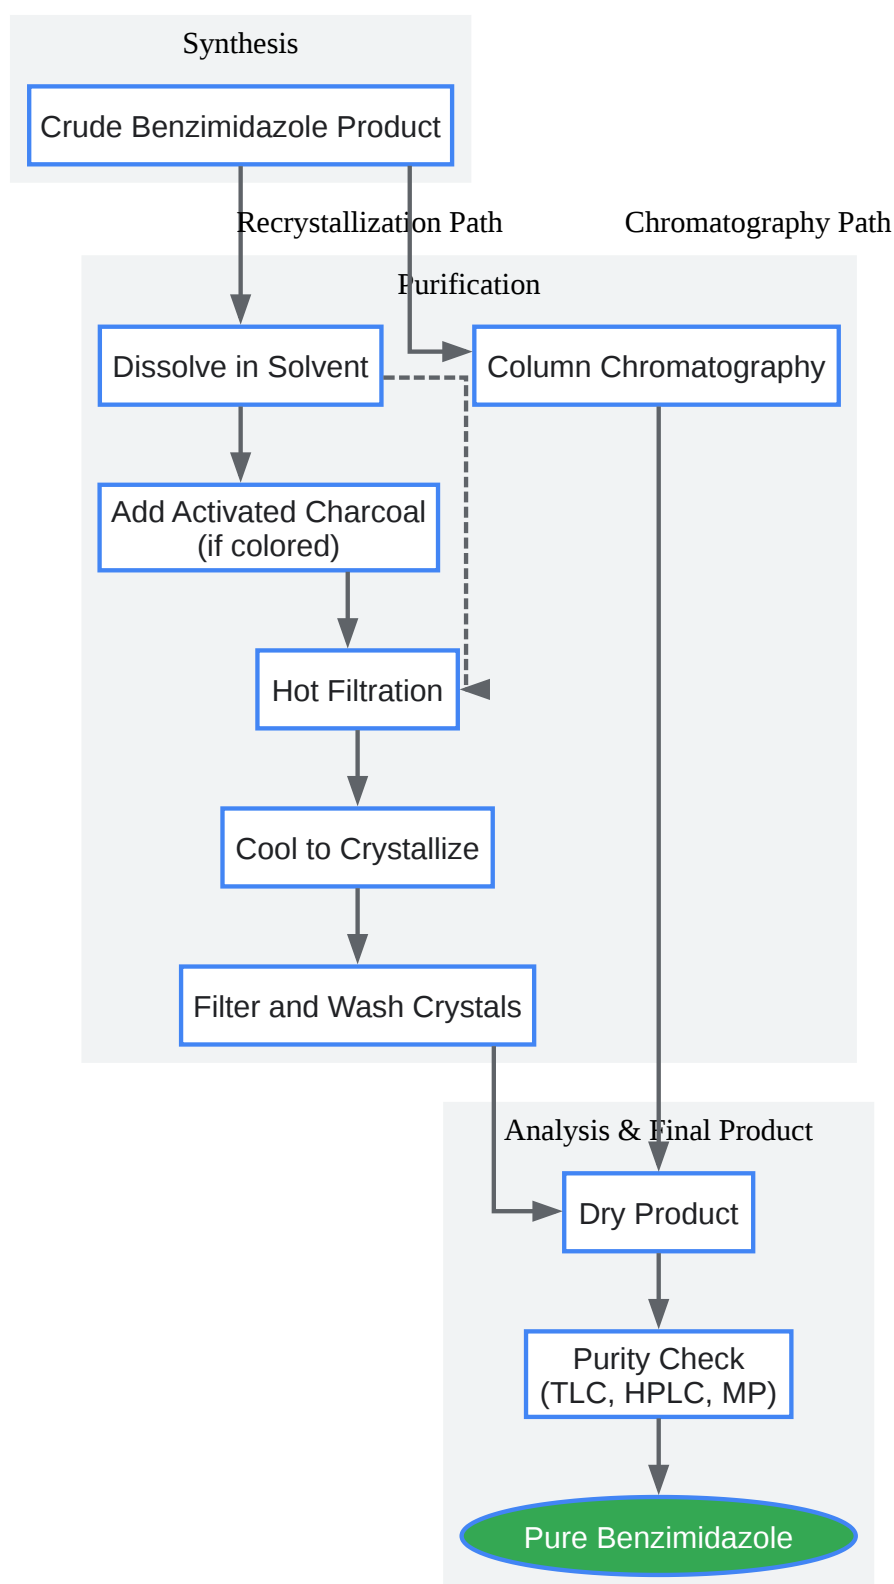 Synthesis
Crude Benzimidazole Product
Recrystallization Path
Chromatography Path
Purification
Dissolve in Solvent
Column Chromatography
Add Activated Charcoal
(if colored)
Hot Filtration
Cool to Crystallize
Filter and Wash Crystals
Analysis & Final Product
Dry Product
Purity Check
(TLC, HPLC, MP)
Pure Benzimidazole